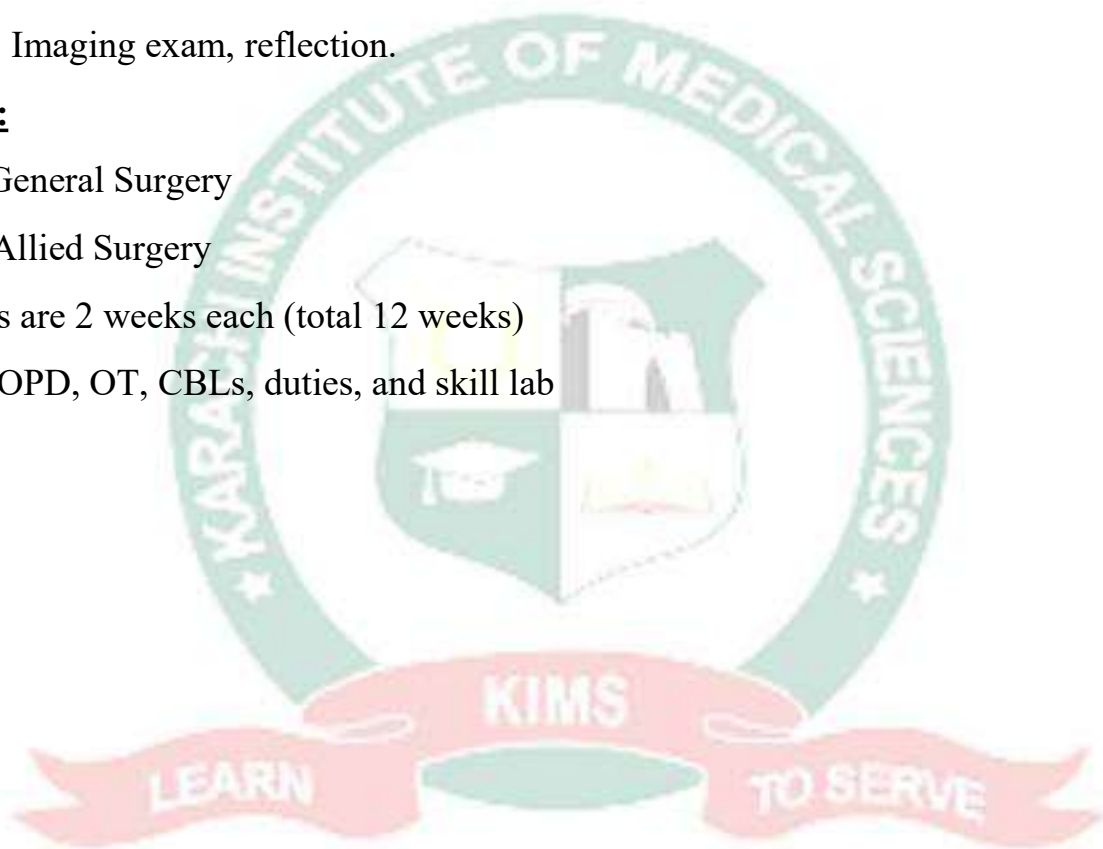 Imaging exam, reflection.
:
General Surgery
Allied Surgery
s are 2 weeks each (total 12 weeks)
OPD, OT, CBLs, duties, and skill lab
KARACHI INSTITUTE OF MEDICAL SCIENCES
KIMS
LEARN TO SERVE